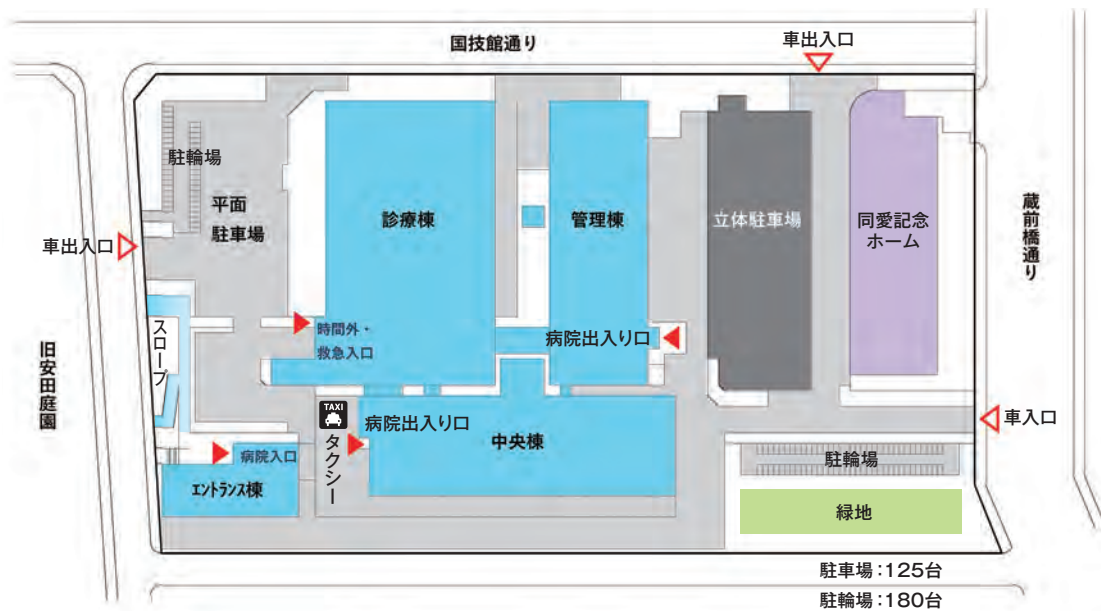 国技館通り
車出入口
駐輪場
平面
駐車場
診療棟
管理棟
立体駐車場
同愛記念
ホーム
蔵前橋通り
車出入口
スロープ
時間外・
救急入口
病院出入り口
旧安田庭園
TAXI
タクシー
病院出入り口
中央棟
車入口
病院入口
エントランス棟
駐輪場
緑地
駐車場:125台
駐輪場:180台